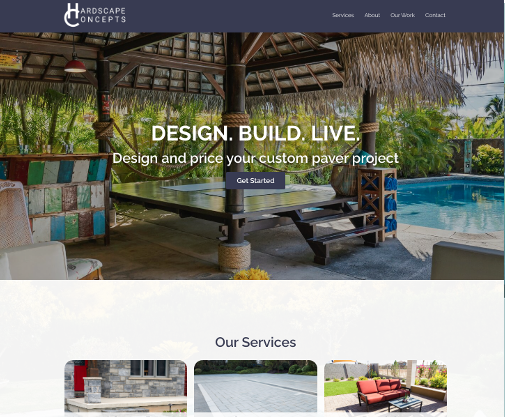 HARDSCAPE
CONCEPTS
Services About Our Work Contact
DESIGN. BUILD. LIVE.
Design and price your custom paver project
Get Started
Our Services